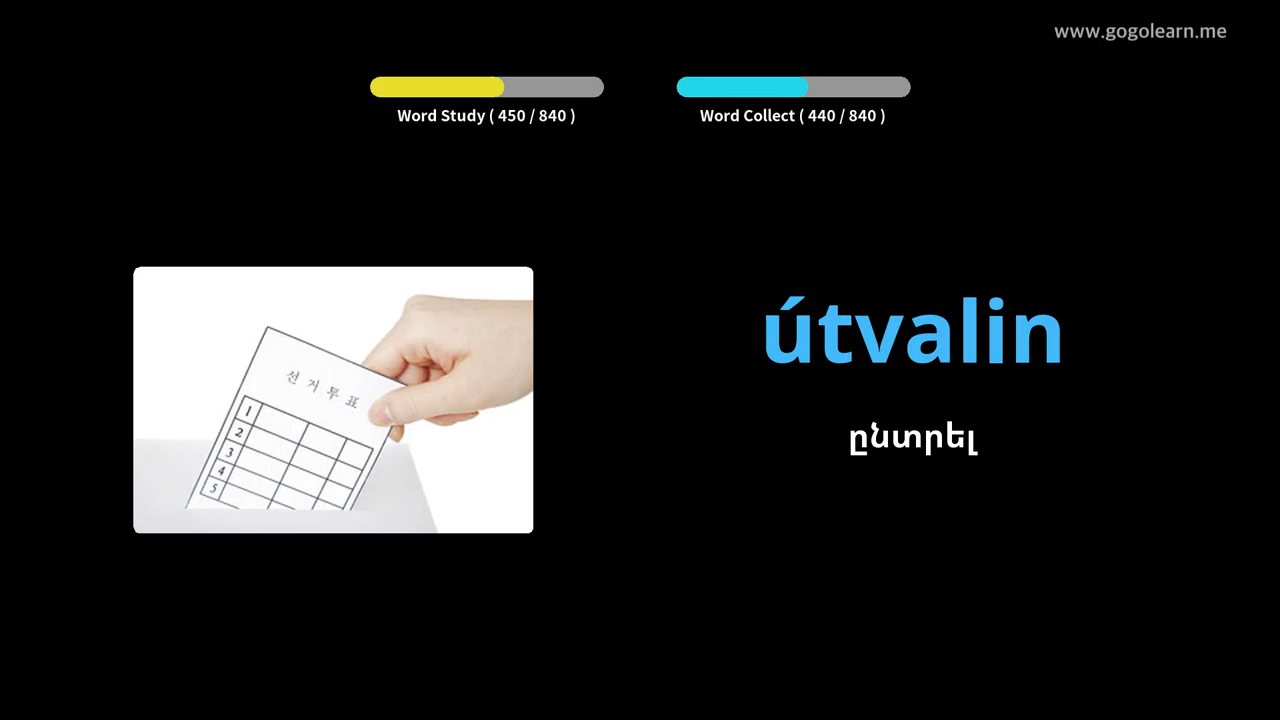 www.gogolearn.me
Word Study ( 450 / 840 )
Word Collect ( 440 / 840 )
선거투표
1
2
3
4
5
útvalin
ընտրել